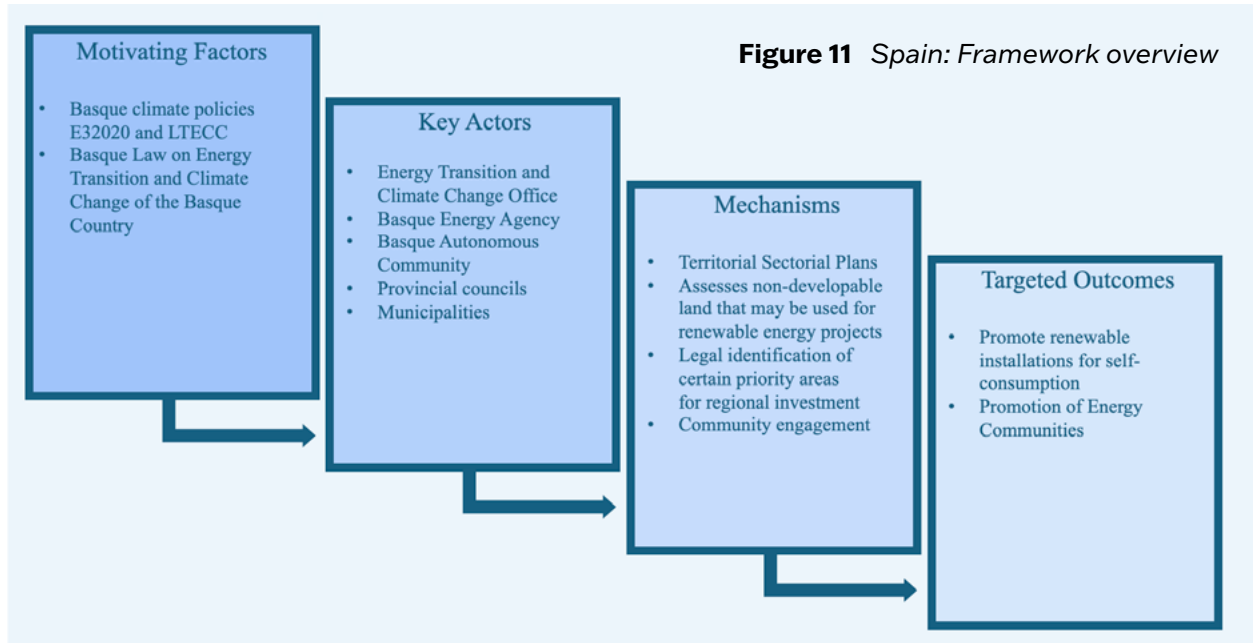 Figure 11 Spain: Framework overview
Motivating Factors
• Basque climate policies
E32020 and LTECC
• Basque Law on Energy
Transition and Climate
Change of the Basque
Country
Key Actors
• Energy Transition and
Climate Change Office
• Basque Energy Agency
• Basque Autonomous
Community
• Provincial councils
• Municipalities
Mechanisms
• Territorial Sectorial Plans
• Assesses non-developable
land that may be used for
renewable energy projects
• Legal identification of
certain priority areas
for regional investment
• Community engagement
Targeted Outcomes
• Promote renewable
installations for self-
consumption
• Promotion of Energy
Communities